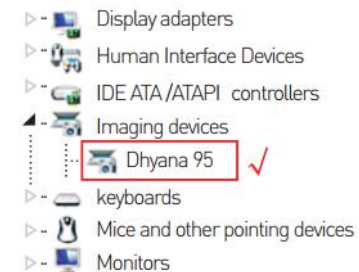 Display adapters
Human Interface Devices
IDE ATA /ATAPI controllers
Imaging devices
Dhyana 95
√
keyboards
Mice and other pointing devices
Monitors